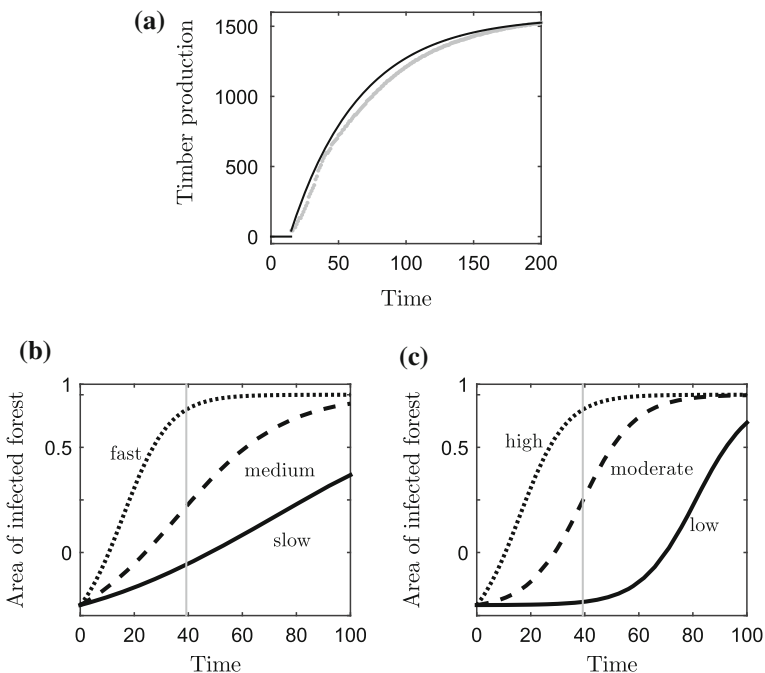 (a)
Timber production
1500
1000
500
0
0 50 100 150 200
Time
(b)
Area of infected forest
1
0.5
0
fast
medium
slow
0 20 40 60 80 100
Time
(c)
Area of infected forest
1
0.5
0
high
moderate
low
0 20 40 60 80 100
Time